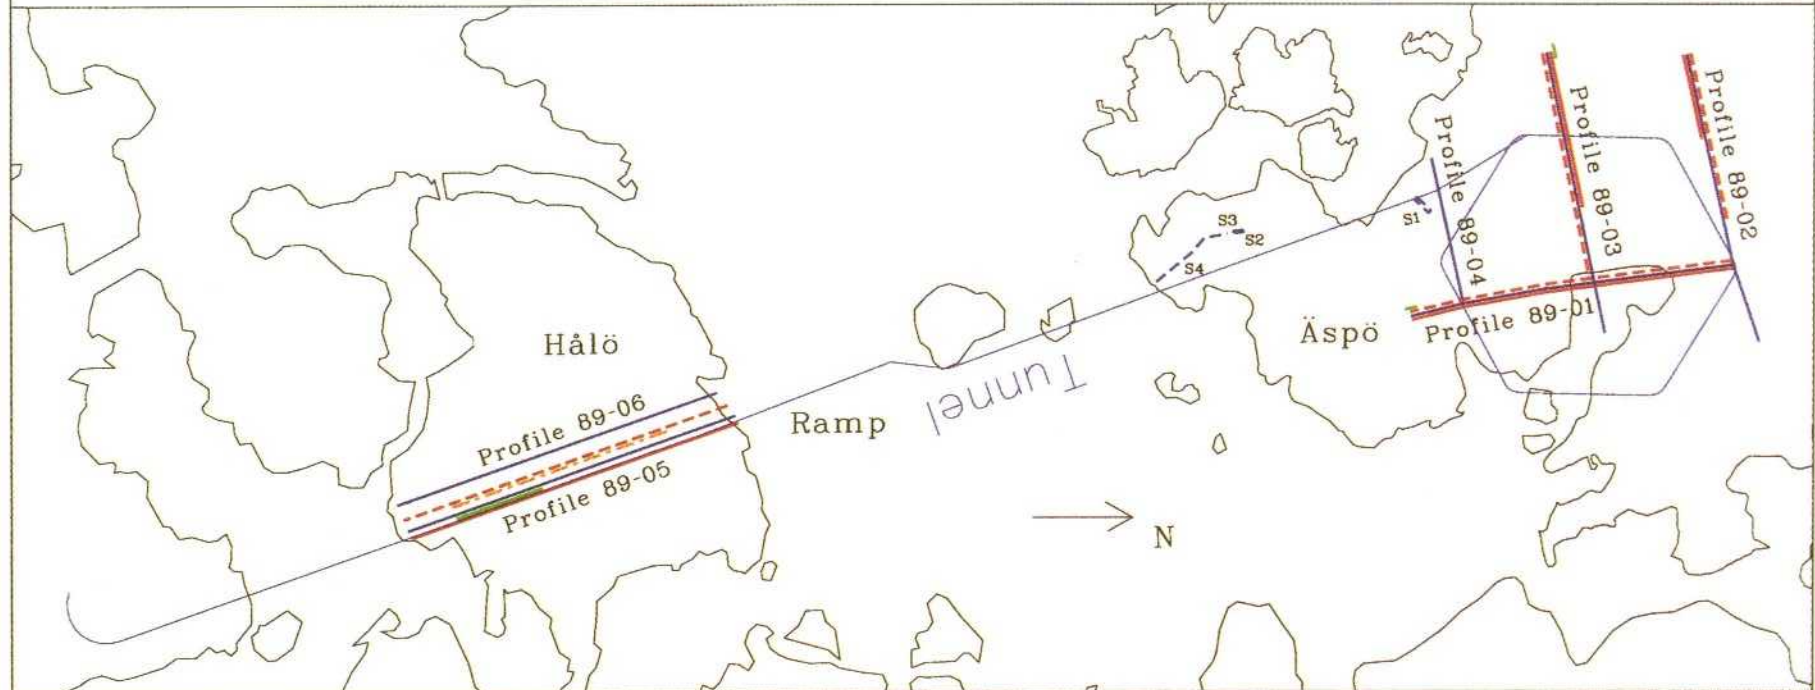 Profile 89-02
Profile 89-03
Profile 89-04
S1
S3
S2
S4
Hålö
Äspö
Profile 89-01
Tunnel
Ramp
Profile 89-06
Profile 89-05
N